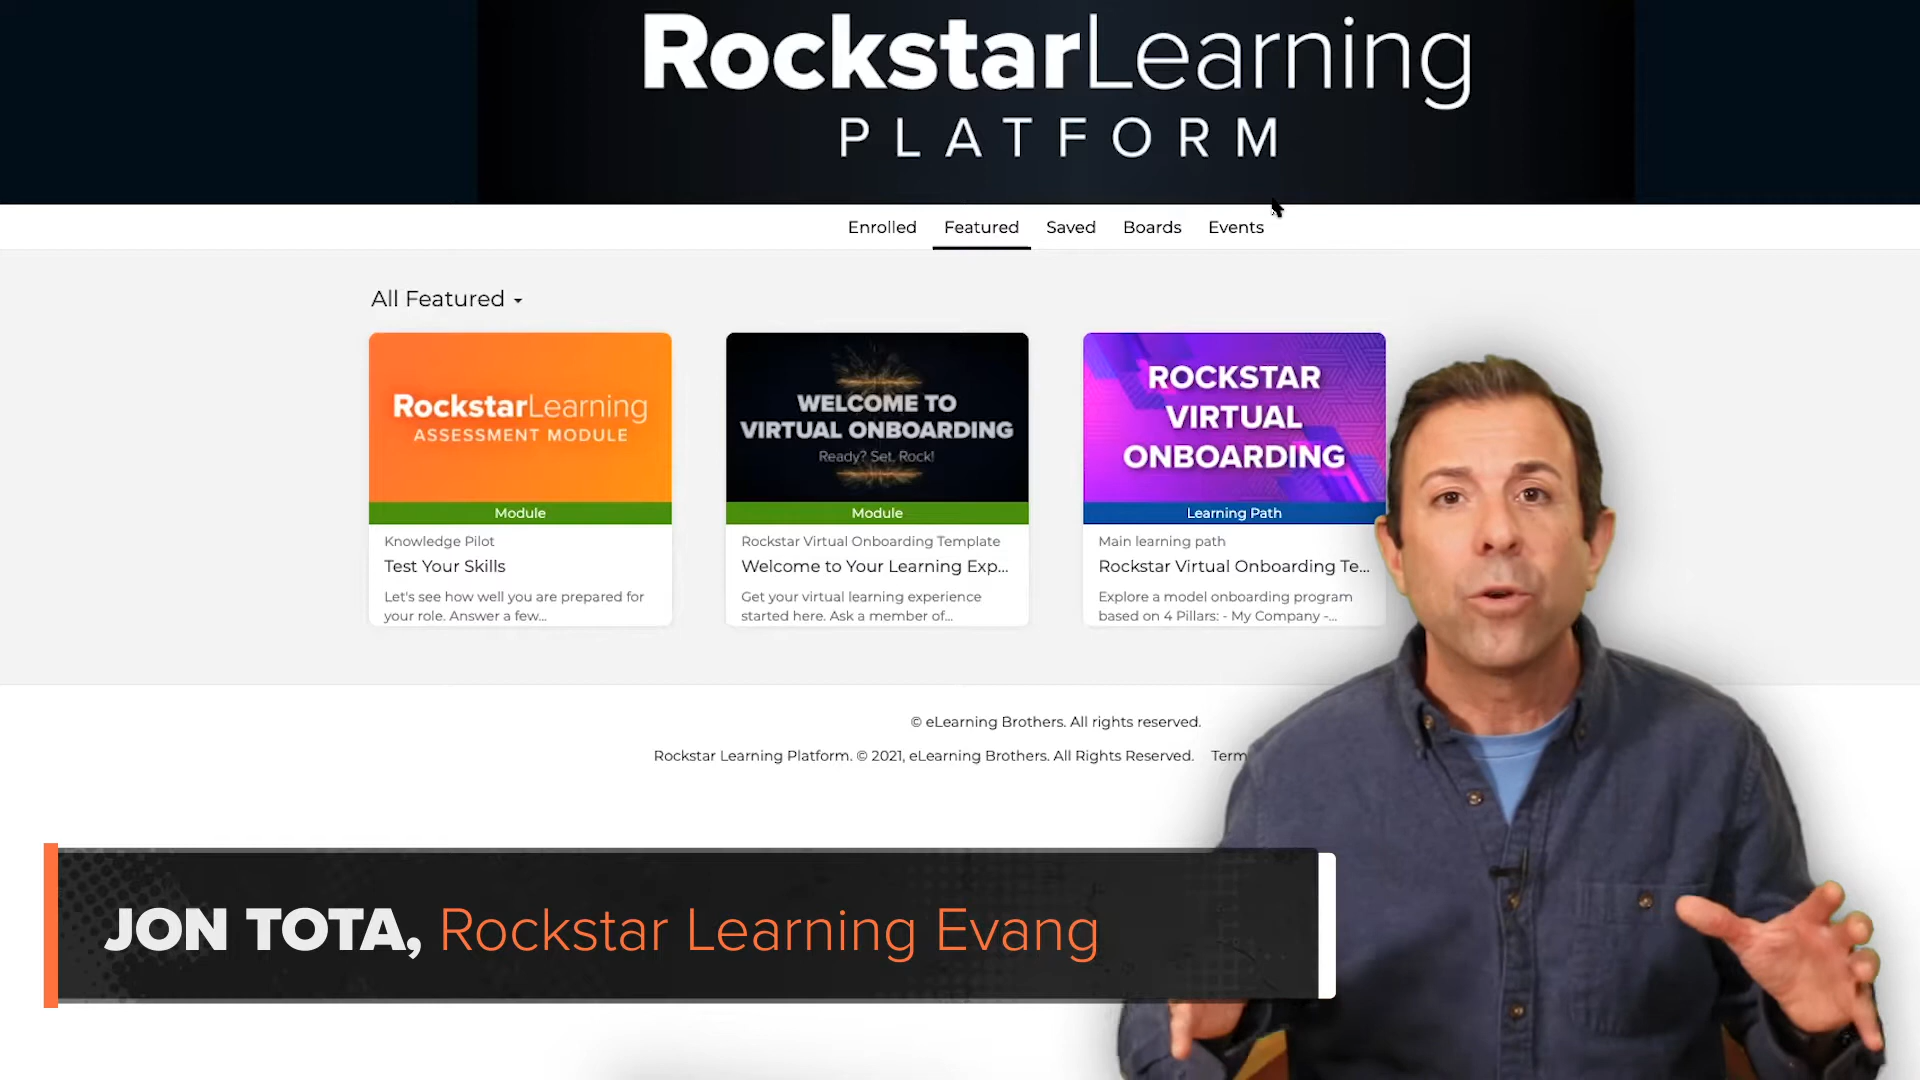 RockstarLearning
PLATFORM
Enrolled Featured Saved Boards Events
All Featured
RockstarLearning
ASSESSMENT MODULE
Module
Knowledge Pilot
Test Your Skills
Let's see how well you are prepared for
your role. Answer a few...
WELCOME TO
VIRTUAL ONBOARDING
Ready? Set. Rock!
Module
Rockstar Virtual Onboarding Template
Welcome to Your Learning Exp...
Get your virtual learning experience
started here. Ask a member of...
ROCKSTAR
VIRTUAL
ONBOARDING
Learning Path
Main learning path
Rockstar Virtual Onboarding Te...
Explore a model onboarding program
based on 4 Pillars: - My Company -...
© eLearning Brothers. All rights reserved.
Rockstar Learning Platform. © 2021, eLearning Brothers. All Rights Reserved. Term
JON TOTA, Rockstar Learning Evang